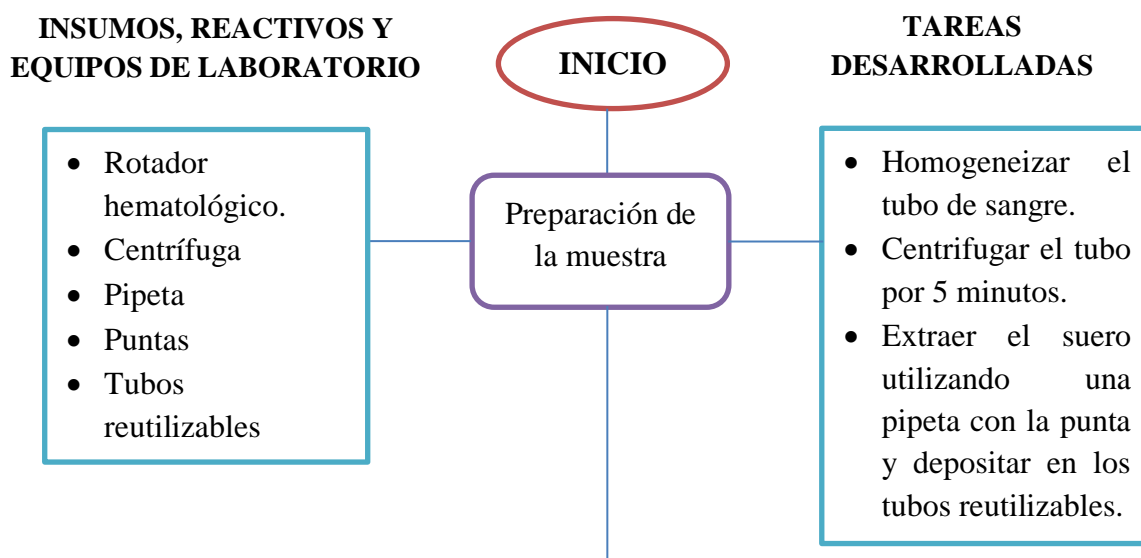 INSUMOS, REACTIVOS Y
EQUIPOS DE LABORATORIO
INICIO
TAREAS
DESARROLLADAS
• Rotador
hematológico.
• Centrífuga
• Pipeta
• Puntas
• Tubos
reutilizables
Preparación de
la muestra
• Homogeneizar el
tubo de sangre.
• Centrifugar el tubo
por 5 minutos.
• Extraer el suero
utilizando una
pipeta con la punta
y depositar en los
tubos reutilizables.